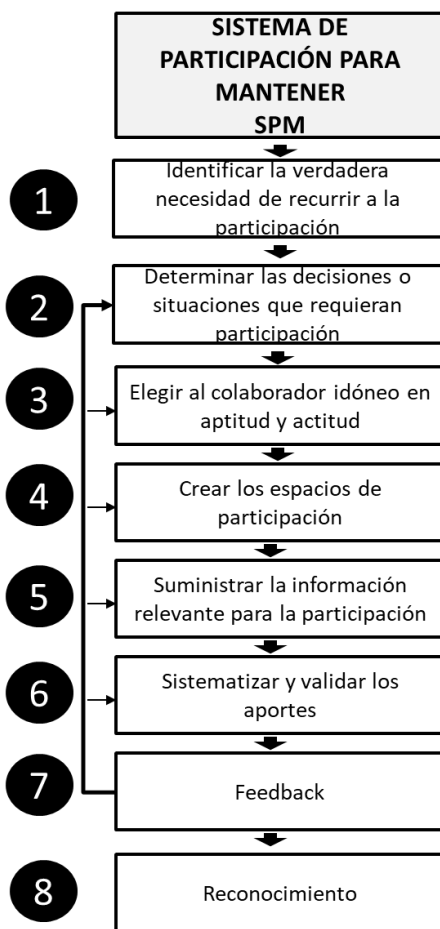 SISTEMA DE
PARTICIPACIÓN PARA
MANTENER
SPM
1
Identificar la verdadera
necesidad de recurrir a la
participación
2
Determinar las decisiones o
situaciones que requieran
participación
3
Elegir al colaborador idóneo en
aptitud y actitud
4
Crear los espacios de
participación
5
Suministrar la información
relevante para la participación
6
Sistematizar y validar los
aportes
7
Feedback
8
Reconocimiento